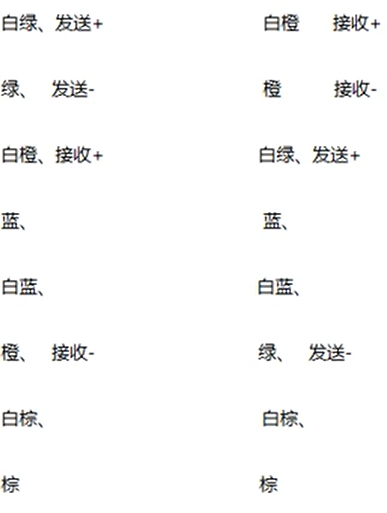 白绿、发送+ 白橙 接收+
绿、 发送- 橙 接收-
白橙、接收+ 白绿、发送+
蓝、 蓝、
白蓝、 白蓝、
橙、 接收- 绿、 发送-
白棕、 白棕、
棕 棕